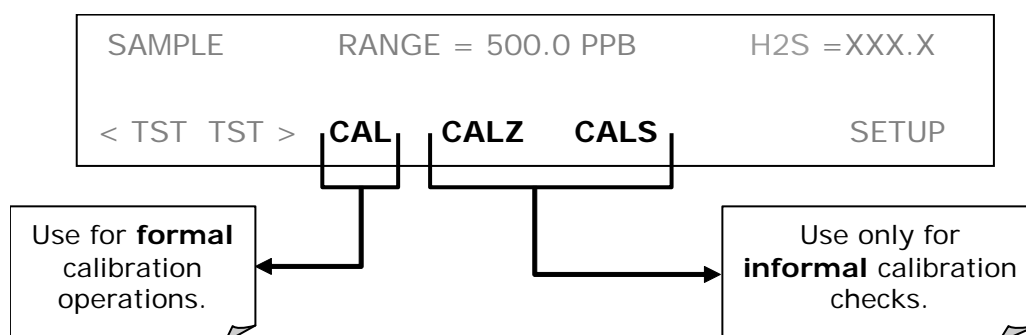 SAMPLE RANGE = 500.0 PPB H2S =XXX.X
< TST TST > CAL CALZ CALS SETUP
Use for formal
calibration
operations.
Use only for
informal calibration
checks.